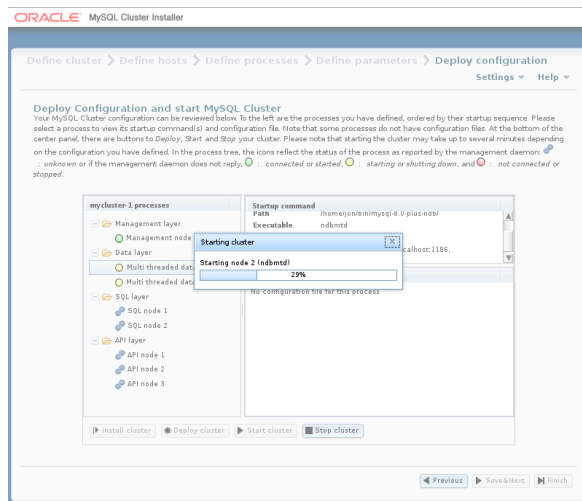 ORACLE® MySQL Cluster Installer
Define cluster > Define hosts > Define processes > Define parameters > Deploy configuration
Settings Help
Deploy Configuration and start MySQL Cluster
Your MySQL Cluster configuration can be reviewed below. To the left are the processes you have defined, ordered by their startup sequence. Please
select a process to view its startup command(s) and configuration file. Note that some processes do not have configuration files. At the bottom of the
center panel, there are buttons to Deploy, Start and Stop your cluster. Please note that starting the cluster may take up to several minutes depending
on the configuration you have defined. In the process tree, the icons reflect the status of the process as reported by the management daemon:
: unknown or if the management daemon does not reply, : connected or started, : starting or shutting down, and : not connected or
stopped.
mycluster-1 processes
Management layer
Management node
Data layer
Multi threaded dat
Multi threaded dat
SQL layer
SQL node 1
SQL node 2
API layer
API node 1
API node 2
API node 3
Startup command
Path /home/jon/bin/mysql-8.0-plus-ndb/
Executable ndbmtd
calhost:1186,
Starting cluster
Starting node 2 (ndbmtd)
29%
No configuration file for this process
Install cluster Deploy cluster Start cluster Stop cluster
Previous Save&Next Finish